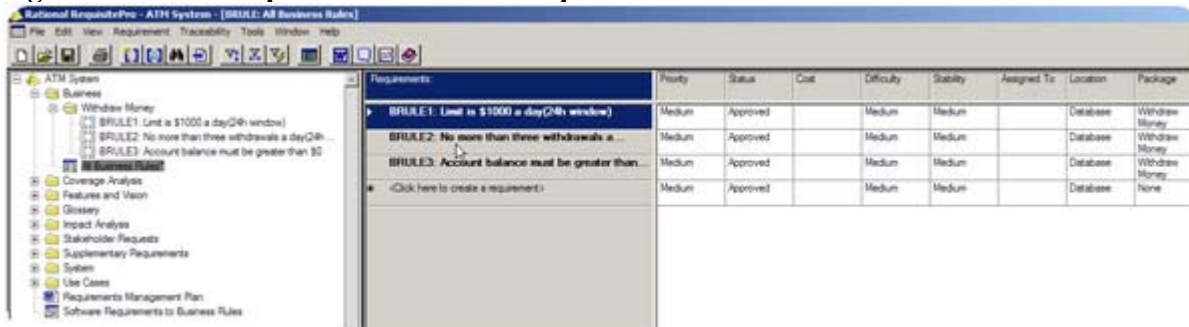 Rational RequisitePro - ATM System - [BRULE: All Business Rules]
File Edit View Requirement Traceability Tools Window Help
ATM System
Business
Withdraw Money
BRULE1: Limit is $1000 a day(24h window)
BRULE2: No more than three withdrawals a day(24h...
BRULE3: Account balance must be greater than $0
All Business Rules*
Coverage Analysis
Features and Vision
Glossary
Impact Analysis
Stakeholder Requests
Supplementary Requirements
System
Use Cases
Requirements Management Plan
Software Requirements to Business Rules
Requirements: Priority Status Cost Difficulty Stability Assigned To Location Package
BRULE1: Limit is $1000 a day(24h window) Medium Approved Medium Medium Database Withdraw
Money
BRULE2: No more than three withdrawals a... Medium Approved Medium Medium Database Withdraw
Money
BRULE3: Account balance must be greater than... Medium Approved Medium Medium Database Withdraw
Money
<Click here to create a requirement> Medium Approved Medium Medium Database None